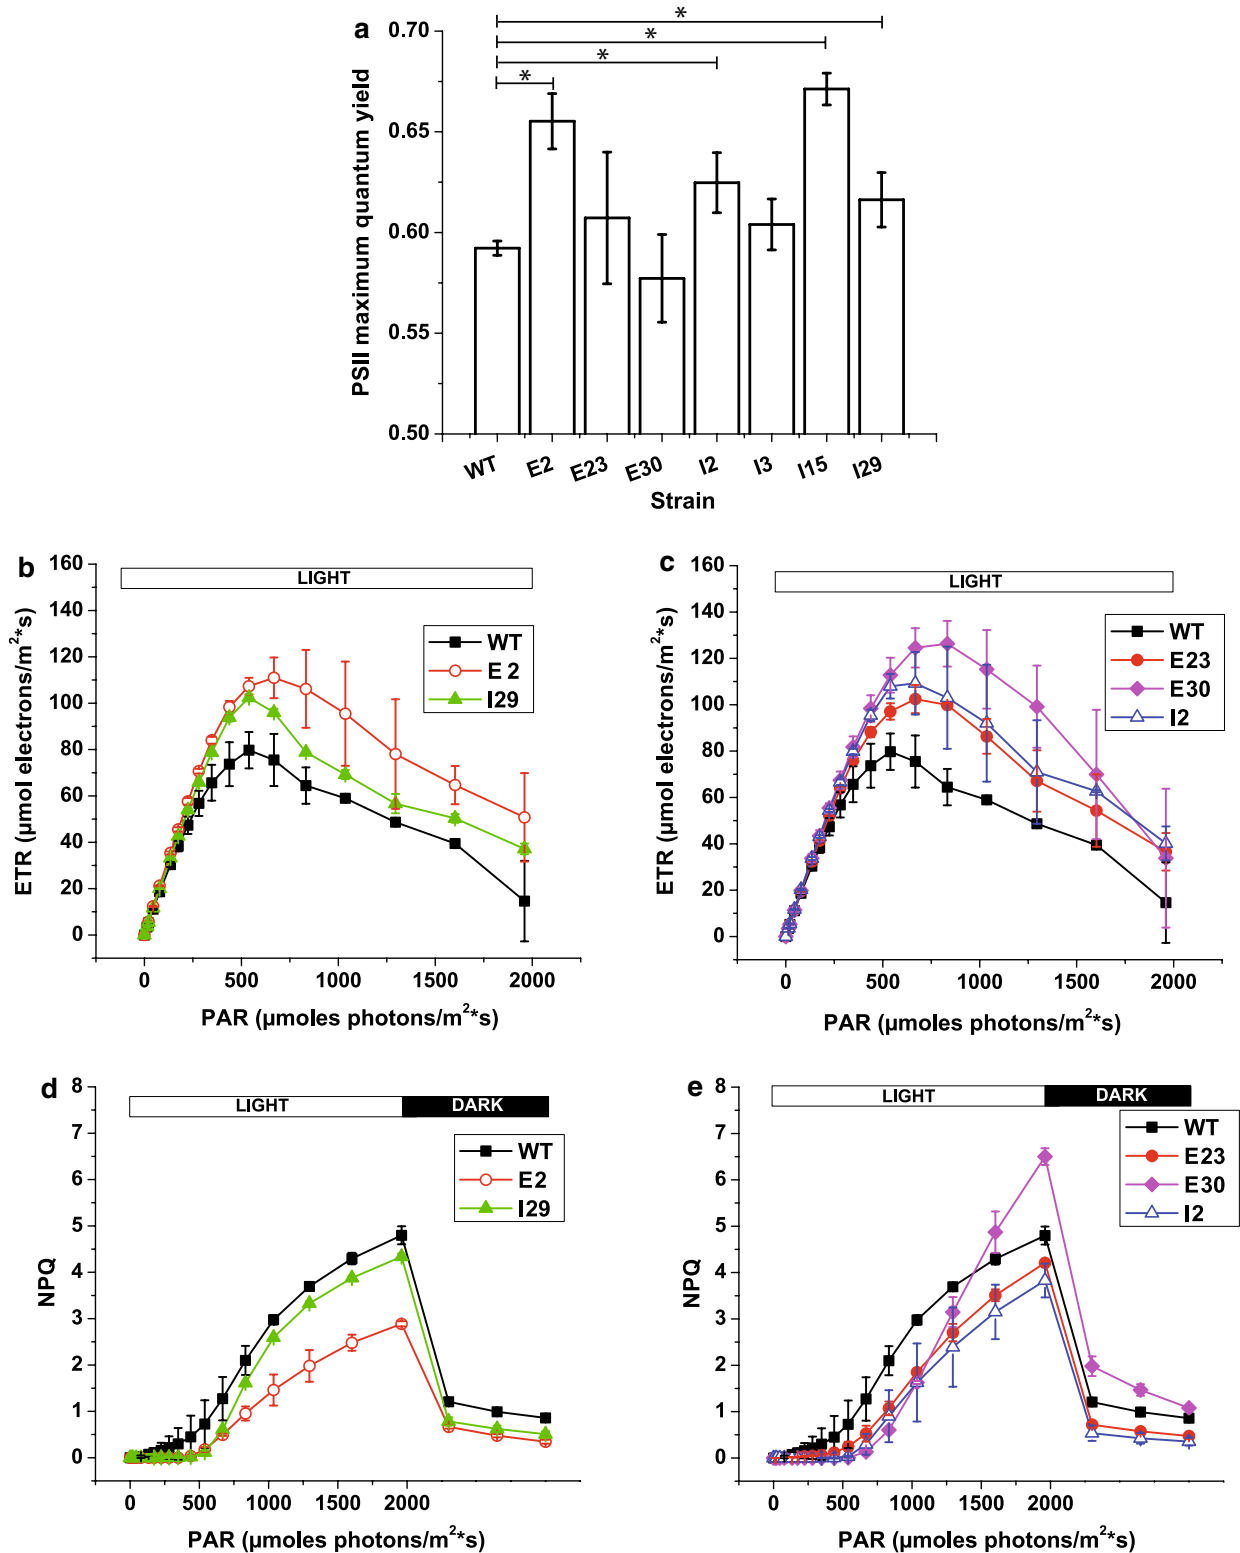 a
0.70
0.65
0.60
0.55
0.50
PSII maximum quantum yield
*
*
*
*
WT
E2
E23
E30
I2
I3
I15
I29
Strain
b
160
140
120
100
80
60
40
20
0
ETR (µmol electrons/m²*s)
LIGHT
WT
E 2
I29
0
500
1000
1500
2000
PAR (µmoles photons/m²*s)
c
160
140
120
100
80
60
40
20
0
ETR (µmol electrons/m²*s)
LIGHT
WT
E23
E30
I2
0
500
1000
1500
2000
PAR (µmoles photons/m²*s)
d
8
7
6
5
4
3
2
1
0
NPQ
LIGHT
DARK
WT
E2
I29
0
500
1000
1500
2000
PAR (µmoles photons/m²*s)
e
8
7
6
5
4
3
2
1
0
NPQ
LIGHT
DARK
WT
E23
E30
I2
0
500
1000
1500
2000
PAR (µmoles photons/m²*s)